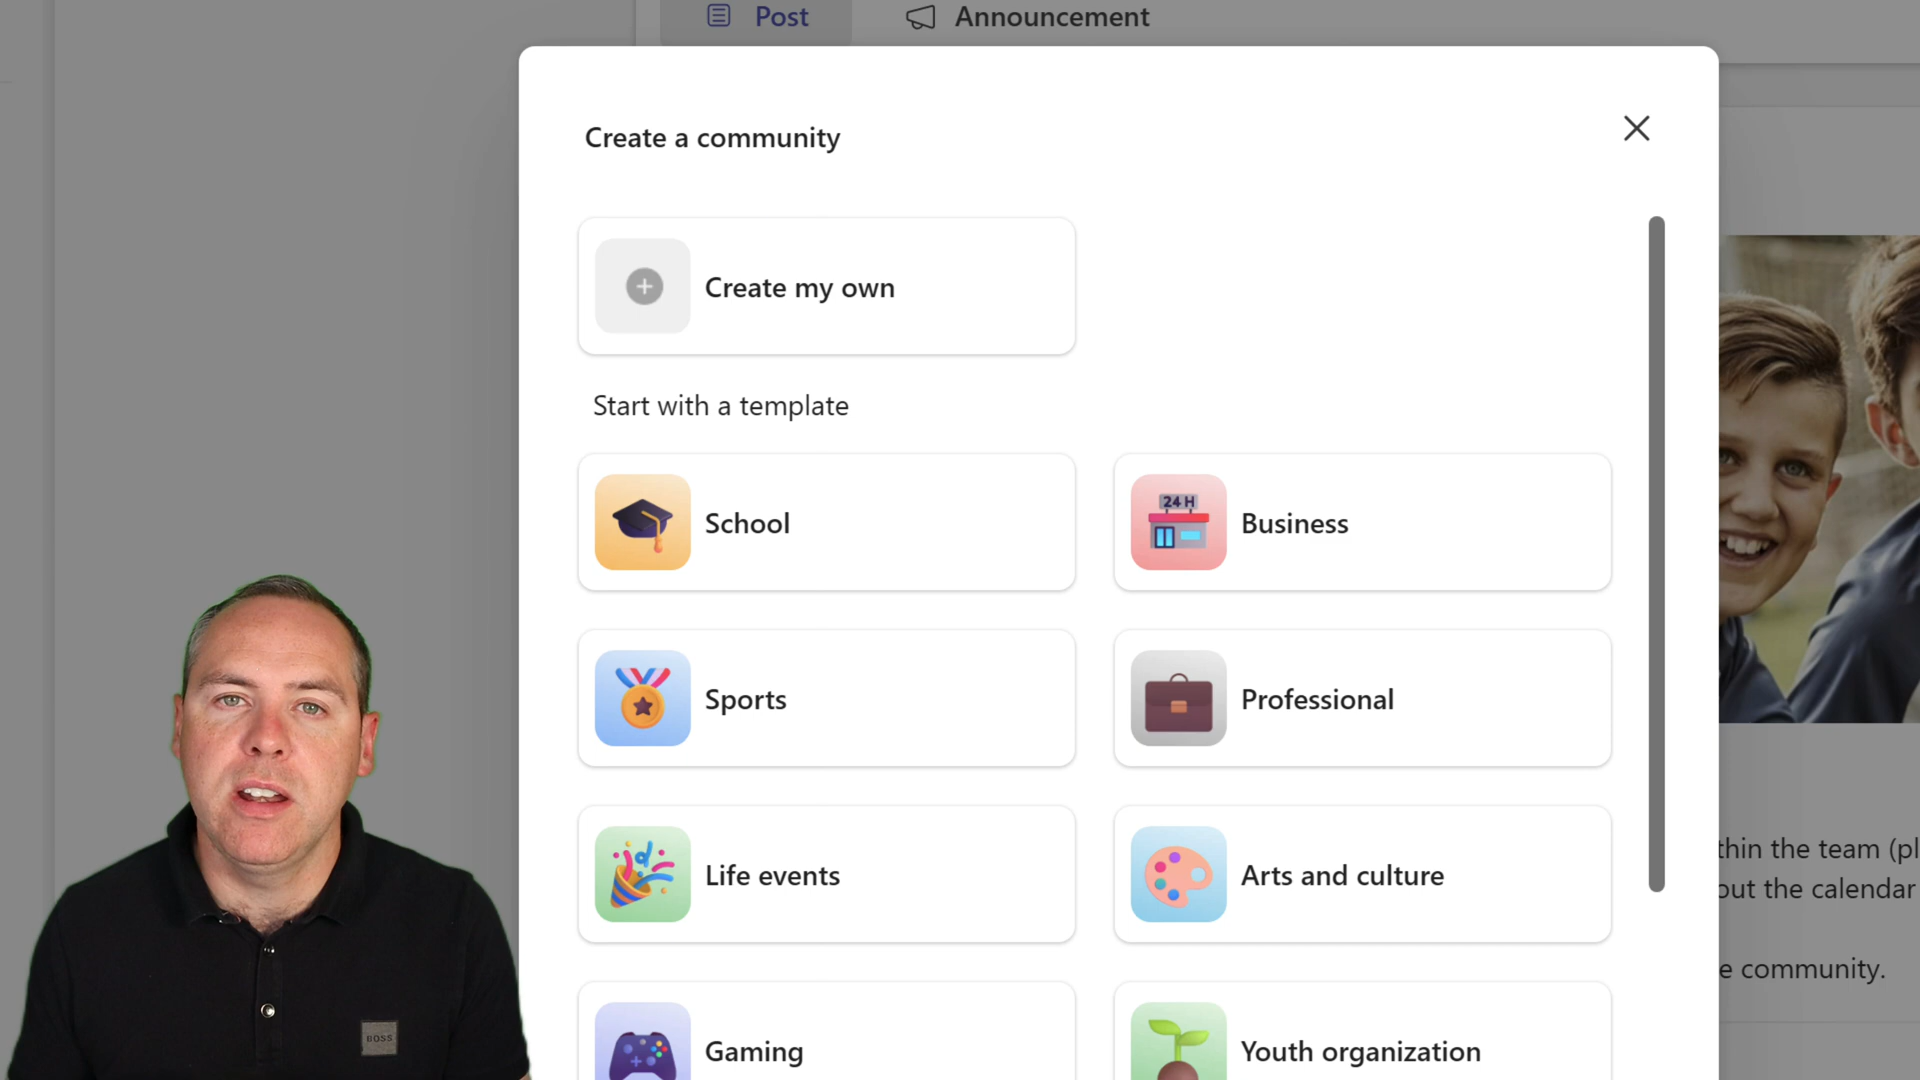 Post
Announcement
Create a community
Create my own
Start with a template
School
24 H
Business
Sports
Professional
Life events
Arts and culture
Gaming
Youth organization
thin the team (pl
out the calendar
e community.
BOSS